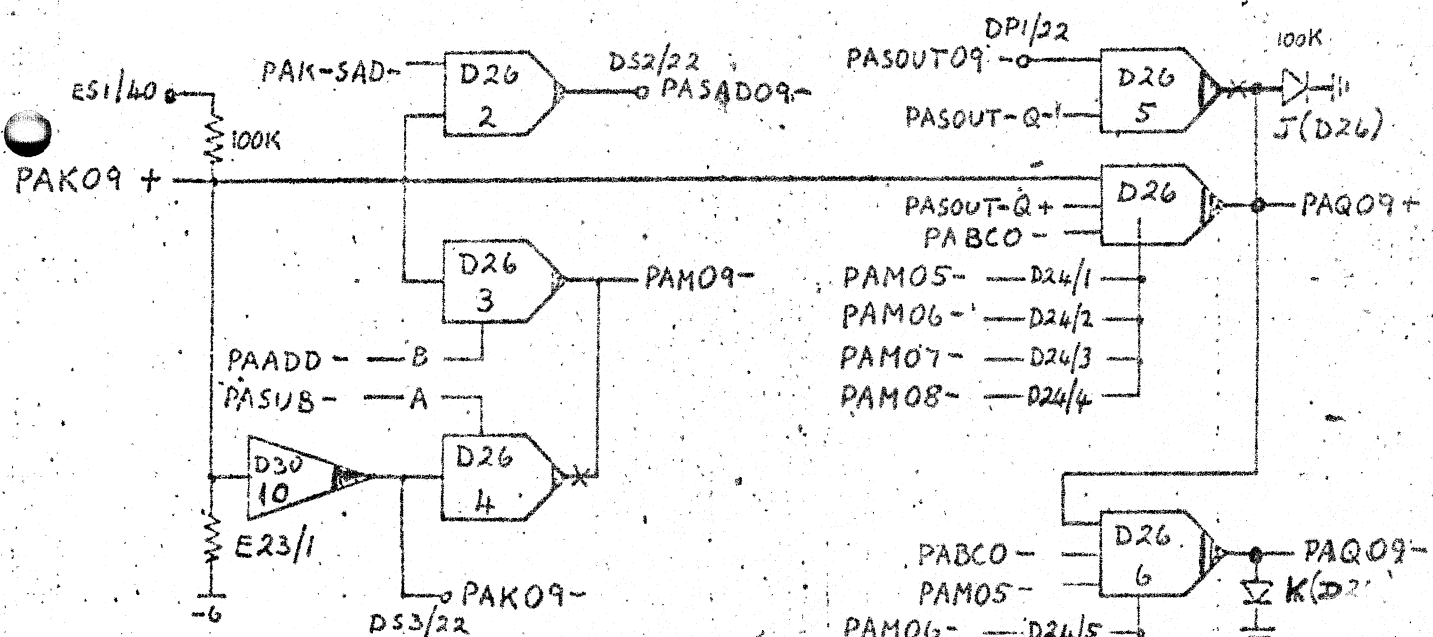 DP1/22
100K
PAK-SAD-
D26
2
DS2/22
PASAD09-
PASOUT09 -
D26
5
ES1/40
100K
PASOUT-Q-
J(D26)
PAK09 +
D26
PASOUT-Q+
PABCO -
PAQ09+
D26
3
PAM09-
PAM05- D24/1
PAM06- D24/2
PAM07- D24/3
PAM08- D24/4
PAADD - B
PASUB - A
D30
10
D26
4
E23/1
D26
6
PABCO -
PAM05 -
PAQ09-
-6
DS3/22
PAK09-
PAM06- D24/5